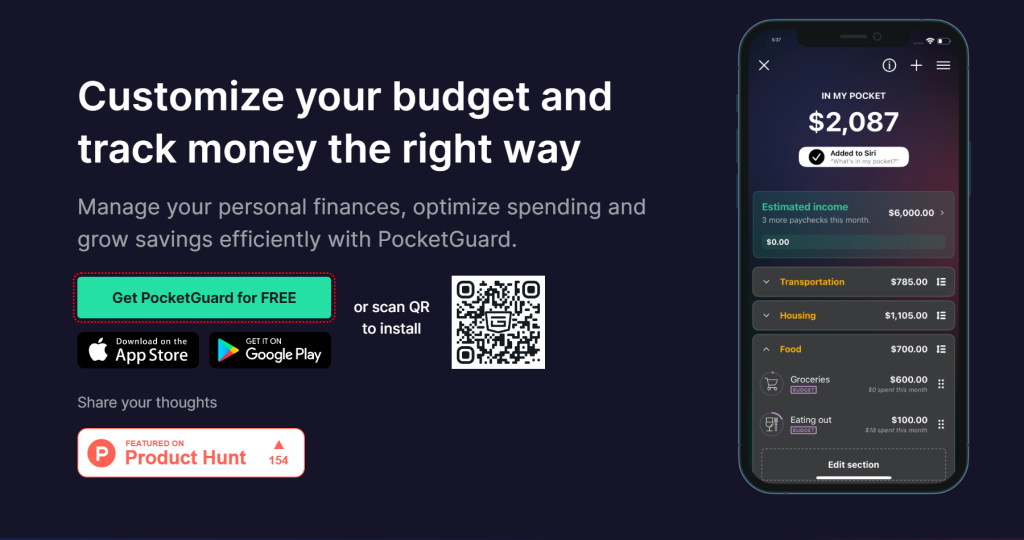 Customize your budget and
track money the right way
Manage your personal finances, optimize spending and
grow savings efficiently with PocketGuard.
Get PocketGuard for FREE
or scan QR
to install
Download on the
App Store
GET IT ON
Google Play
Share your thoughts
P
FEATURED ON
Product Hunt
154
5:37
IN MY POCKET
$2,087
Added to Siri
"What's in my pocket?"
Estimated income
$6,000.00
3 more paychecks this month.
$0.00
Transportation $785.00
Housing $1,105.00
Food $700.00
Groceries $600.00
BUDGET $0 spent this month
Eating out $100.00
BUDGET $18 spent this month
Edit section